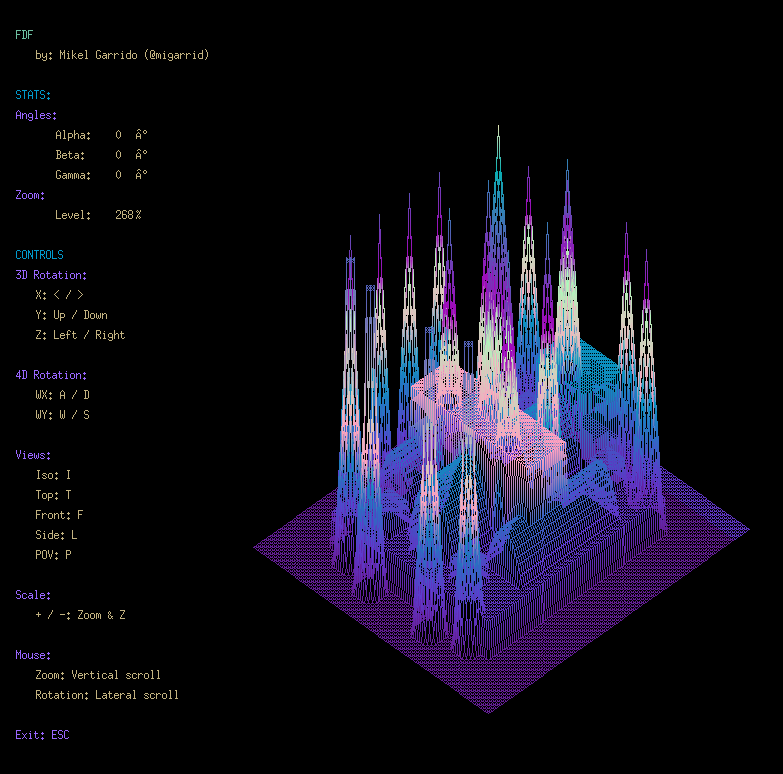 FDF
by: Mikel Garrido (@migarrid)
STATS:
Angles:
Alpha: 0 Â°
Beta: 0 Â°
Gamma: 0 Â°
Zoom:
Level: 268%
CONTROLS
3D Rotation:
X: < / >
Y: Up / Down
Z: Left / Right
4D Rotation:
WX: A / D
WY: W / S
Views:
Iso: I
Top: T
Front: F
Side: L
POV: P
Scale:
+ / -: Zoom & Z
Mouse:
Zoom: Vertical scroll
Rotation: Lateral scroll
Exit: ESC